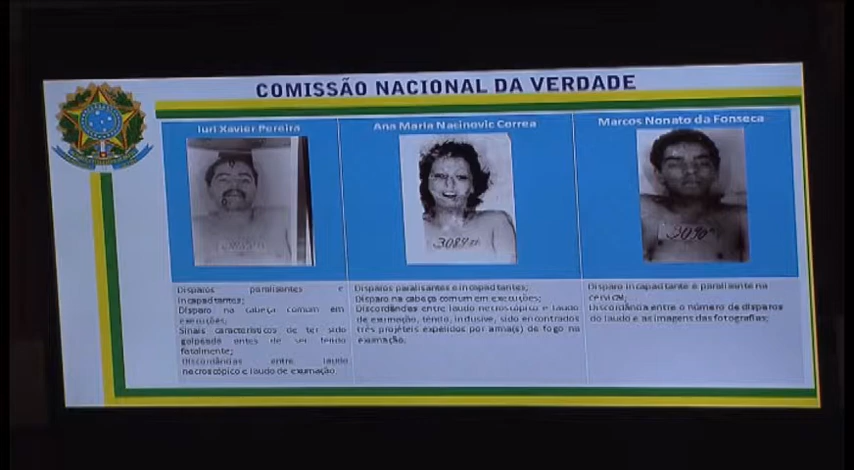 COMISSÃO NACIONAL DA VERDADE
Iuri Xavier Pereira
Disparos paralisantes e
incapacitantes;
Disparo na cabeça comum em
execuções;
Sinais característicos de ter sido
golpeado antes de ser ferido
fatalmente;
Discordâncias entre laudo
necroscópico e laudo de exumação.
Ana Maria Nacinovic Correa
3089
Disparos paralisantes e incapacitantes;
Disparo na cabeça comum em execuções;
Discordâncias entre laudo necroscópico e laudo
de exumação, tendo, inclusive, sido encontrados
três projéteis expelidos por arma(s) de fogo na
exumação.
Marcos Nonato da Fonseca
3090
Disparo incapacitante e paralisante na
cervical;
Discordância entre o número de disparos
do laudo e as imagens das fotografias;